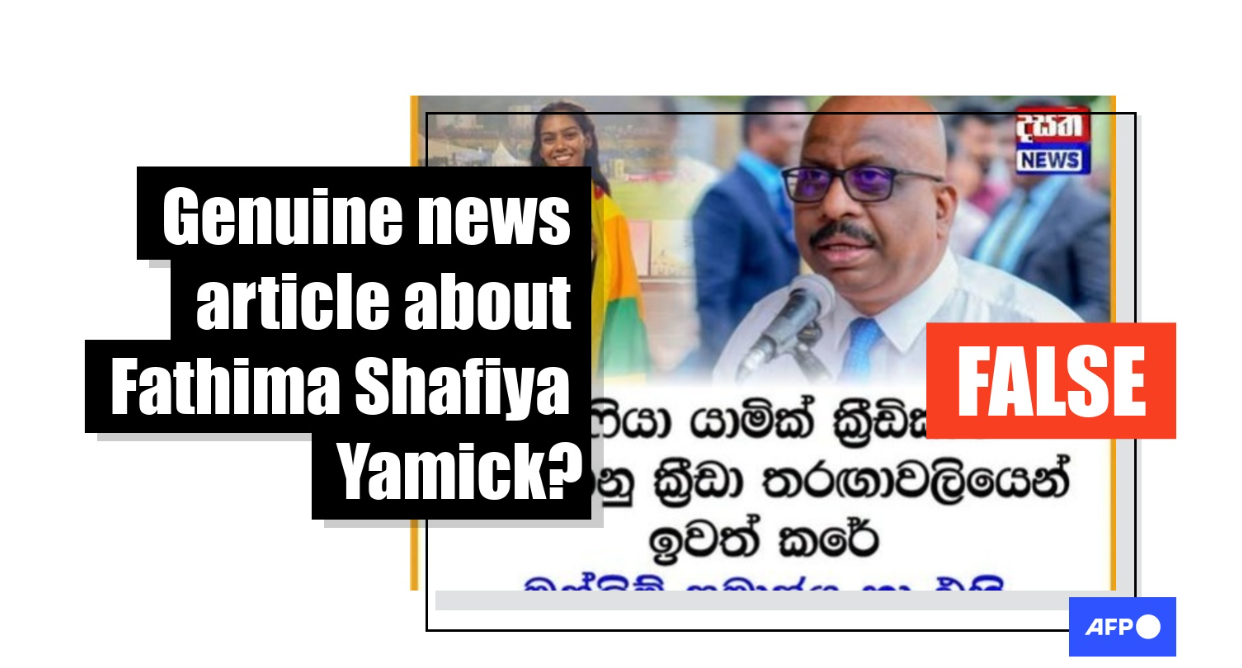 දසත
NEWS
Genuine news
article about
Fathima Shafiya
Yamick?
FALSE
යාමික්
ක්‍රීඩා තරඟාවලියෙන්
ඉවත් කරේ
AFP